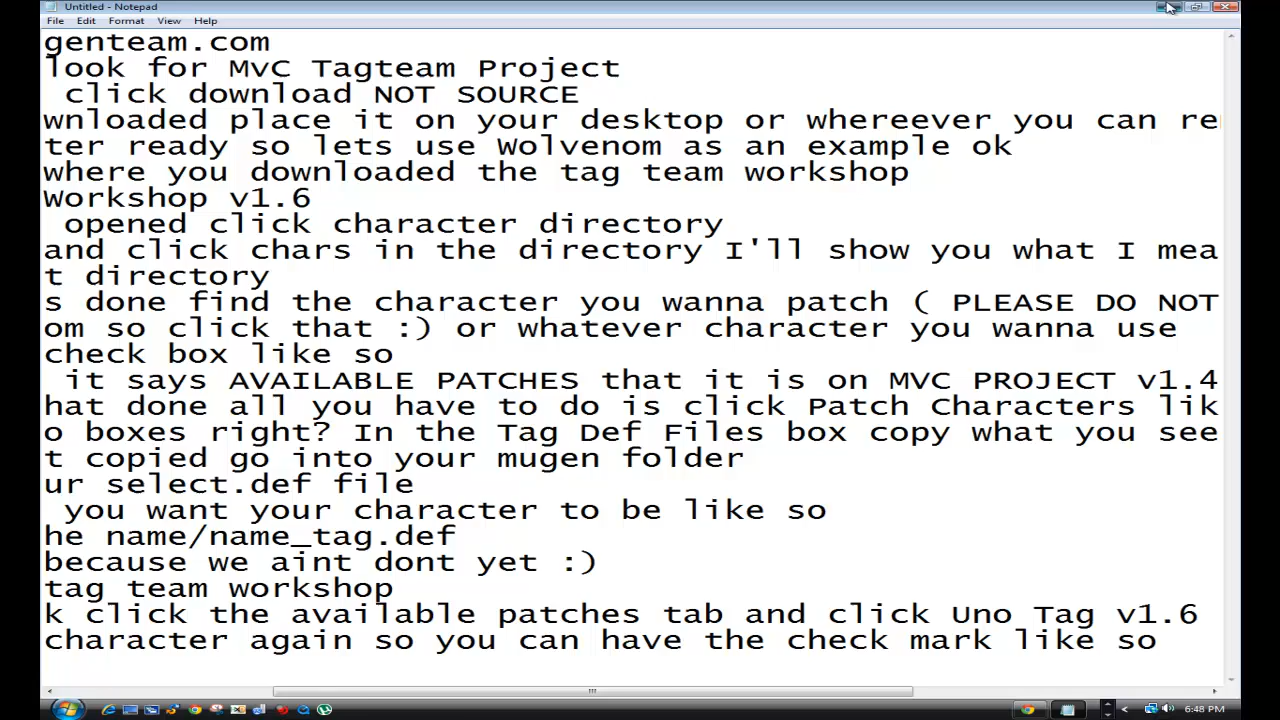 Untitled - Notepad
File Edit Format View Help
genteam.com
look for MvC Tagteam Project
click download NOT SOURCE
wnloaded place it on your desktop or whereever you can re
ter ready so lets use Wolvenom as an example ok
where you downloaded the tag team workshop
Workshop v1.6
opened click character directory
and click chars in the directory I'll show you what I mea
t directory
s done find the character you wanna patch ( PLEASE DO NOT
om so click that :) or whatever character you wanna use
check box like so
it says AVAILABLE PATCHES that it is on MVC PROJECT v1.4
hat done all you have to do is click Patch Characters lik
o boxes right? In the Tag Def Files box copy what you see
t copied go into your mugen folder
ur select.def file
you want your character to be like so
he name/name_tag.def
because we aint dont yet :)
tag team workshop
k click the available patches tab and click Uno Tag v1.6
character again so you can have the check mark like so
6:48 PM